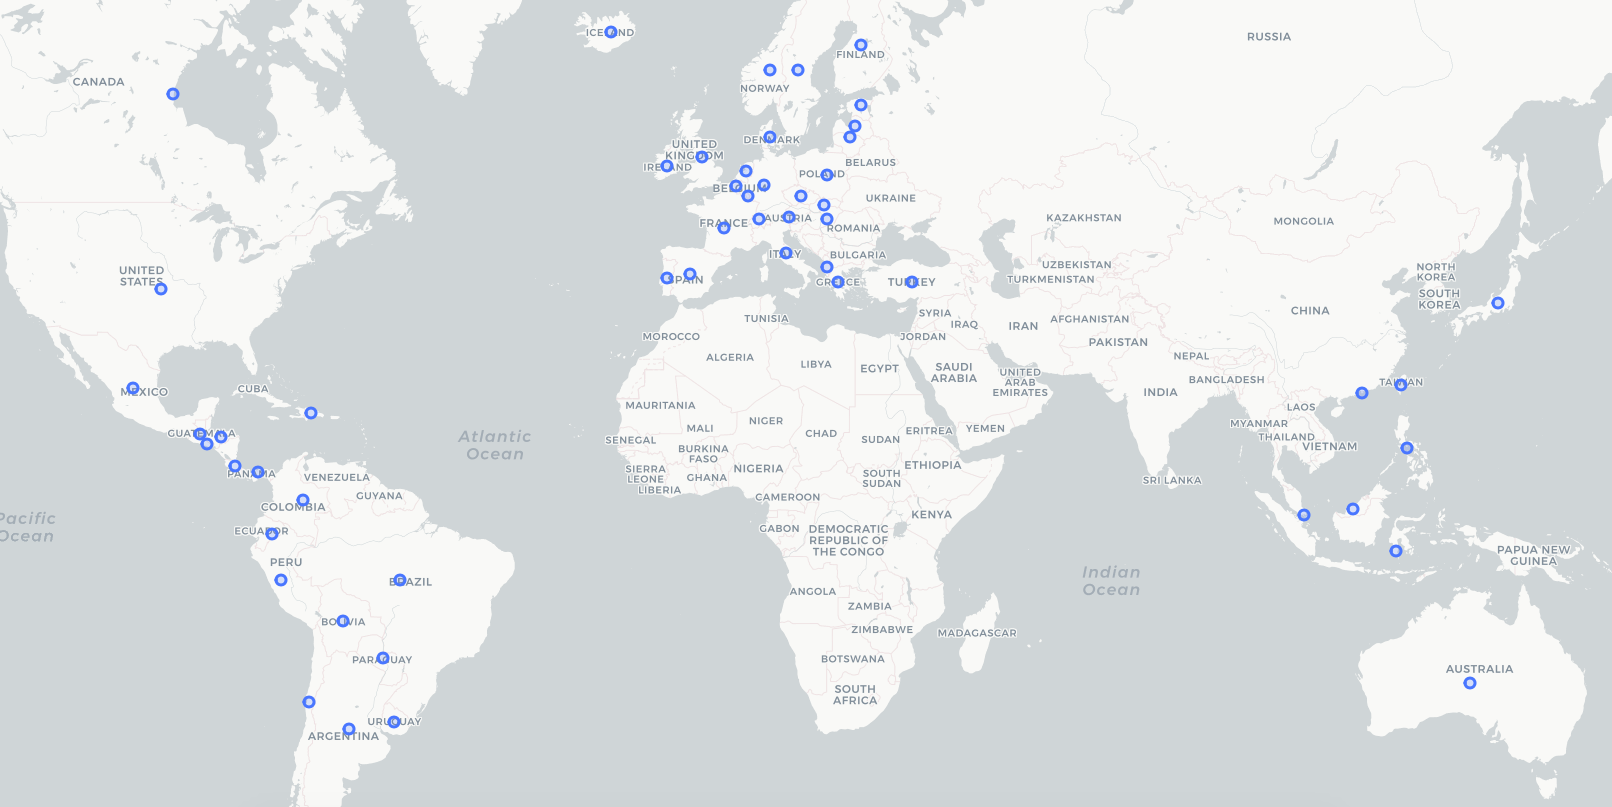 ICELAND
RUSSIA
FINLAND
CANADA
NORWAY
DENMARK
UNITED
KINGDOM
IRELAND
BELARUS
POLAND
BELGIUM
UKRAINE
FRANCE
AUSTRIA
ROMANIA
KAZAKHSTAN
MONGOLIA
ITALY
BULGARIA
UNITED
STATES
SPAIN
GREECE
TURKEY
UZBEKISTAN
TURKMENISTAN
NORTH
KOREA
SOUTH
KOREA
TUNISIA
SYRIA
IRAQ
IRAN
AFGHANISTAN
CHINA
MOROCCO
JORDAN
PAKISTAN
ALGERIA
LIBYA
EGYPT
SAUDI
ARABIA
UNITED
ARAB
EMIRATES
NEPAL
BANGLADESH
INDIA
TAIWAN
MEXICO
CUBA
MAURITANIA
LAOS
GUATEMALA
Atlantic
Ocean
SENEGAL
MALI
NIGER
BURKINA
FASO
CHAD
SUDAN
ERITREA
YEMEN
MYANMAR
THAILAND
VIETNAM
PANAMA
VENEZUELA
GUYANA
SIERRA
LEONE
LIBERIA
GHANA
NIGERIA
SOUTH
SUDAN
ETHIOPIA
SRI LANKA
COLOMBIA
CAMEROON
Pacific
Ocean
ECUADOR
GABON
DEMOCRATIC
REPUBLIC OF
THE CONGO
KENYA
PERU
BRAZIL
Indian
Ocean
PAPUA NEW
GUINEA
ANGOLA
ZAMBIA
BOLIVIA
ZIMBABWE
MADAGASCAR
PARAGUAY
BOTSWANA
AUSTRALIA
SOUTH
AFRICA
URUGUAY
ARGENTINA